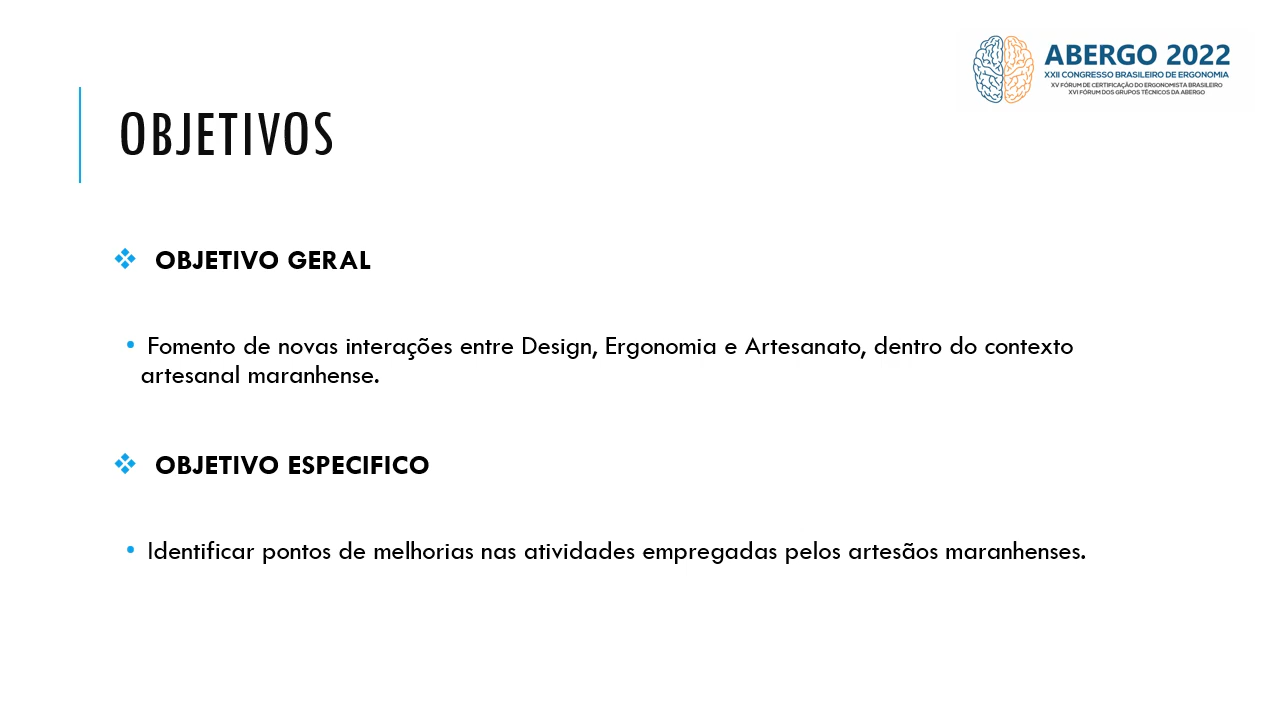 ABERGO 2022
XXII CONGRESSO BRASILEIRO DE ERGONOMIA
XV FÓRUM DE CERTIFICAÇÃO DO ERGONOMISTA BRASILEIRO
XVI FÓRUM DOS GRUPOS TÉCNICOS DA ABERGO
OBJETIVOS
❖ OBJETIVO GERAL
• Fomento de novas interações entre Design, Ergonomia e Artesanato, dentro do contexto
artesanal maranhense.
❖ OBJETIVO ESPECIFICO
• Identificar pontos de melhorias nas atividades empregadas pelos artesãos maranhenses.